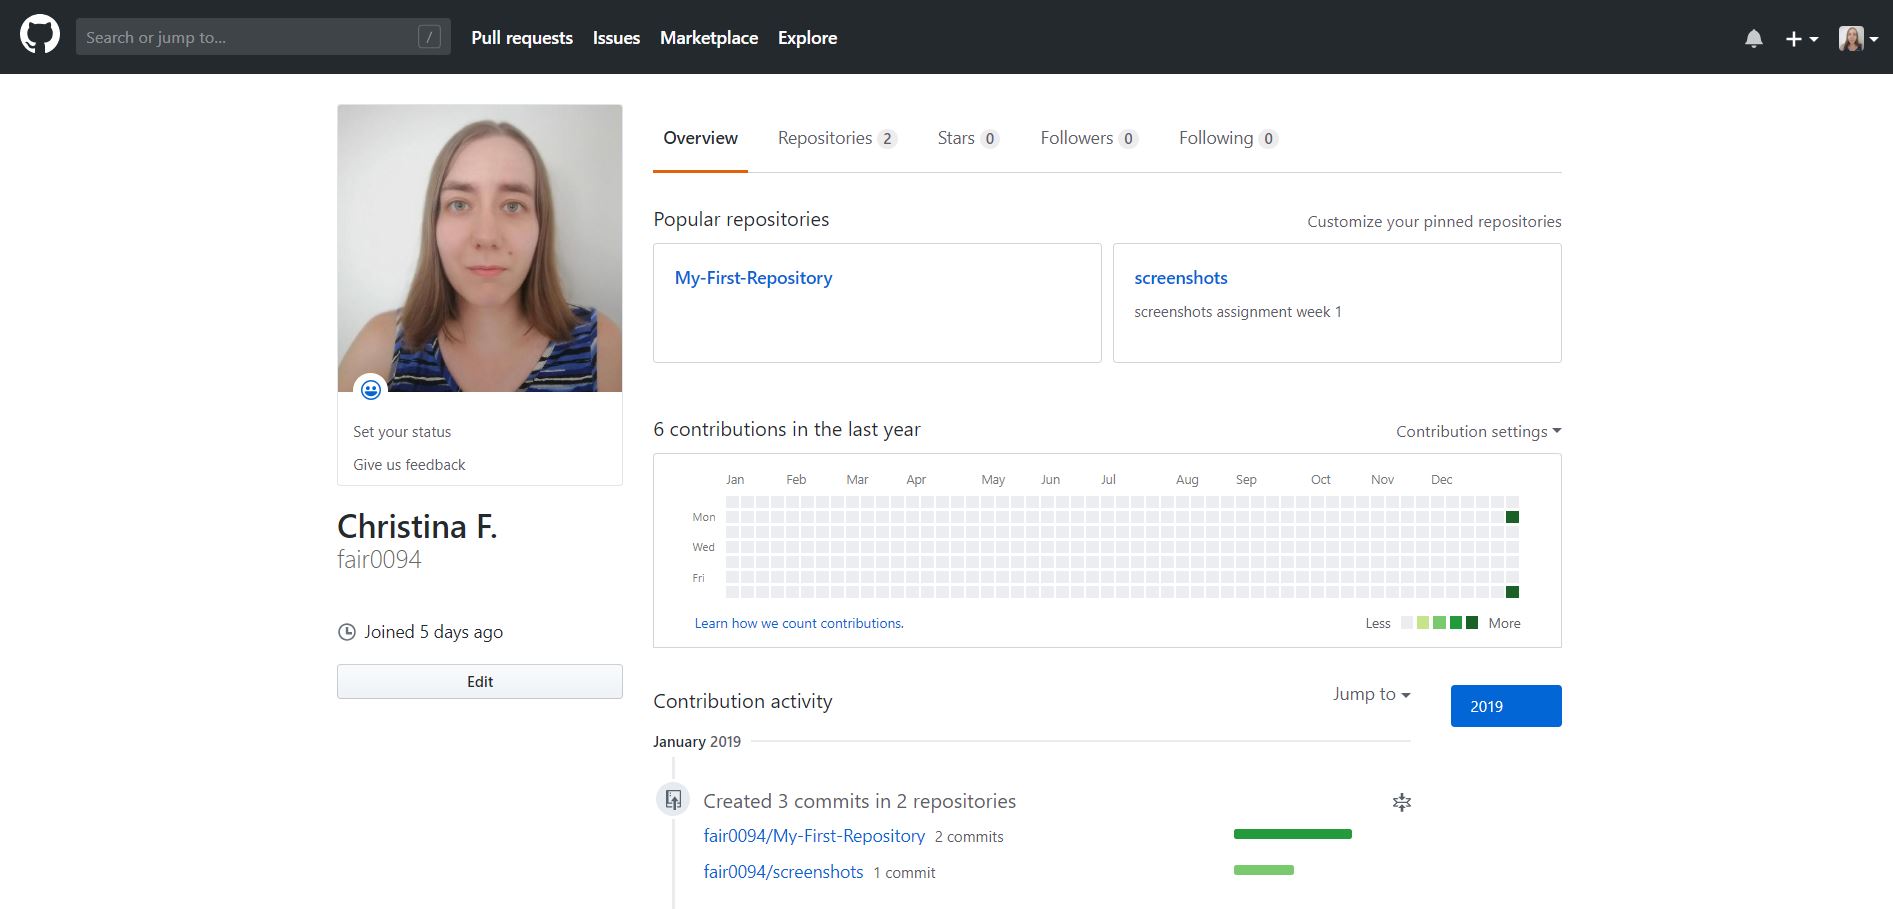 Search or jump to... /
Pull requests Issues Marketplace Explore
Overview Repositories 2 Stars 0 Followers 0 Following 0
Popular repositories
Customize your pinned repositories
My-First-Repository
screenshots
screenshots assignment week 1
Set your status
Give us feedback
Christina F.
fair0094
Joined 5 days ago
Edit
6 contributions in the last year
Contribution settings
Jan Feb Mar Apr May Jun Jul Aug Sep Oct Nov Dec
Mon
Wed
Fri
Learn how we count contributions.
Less More
Contribution activity
Jump to
2019
January 2019
Created 3 commits in 2 repositories
fair0094/My-First-Repository 2 commits
fair0094/screenshots 1 commit